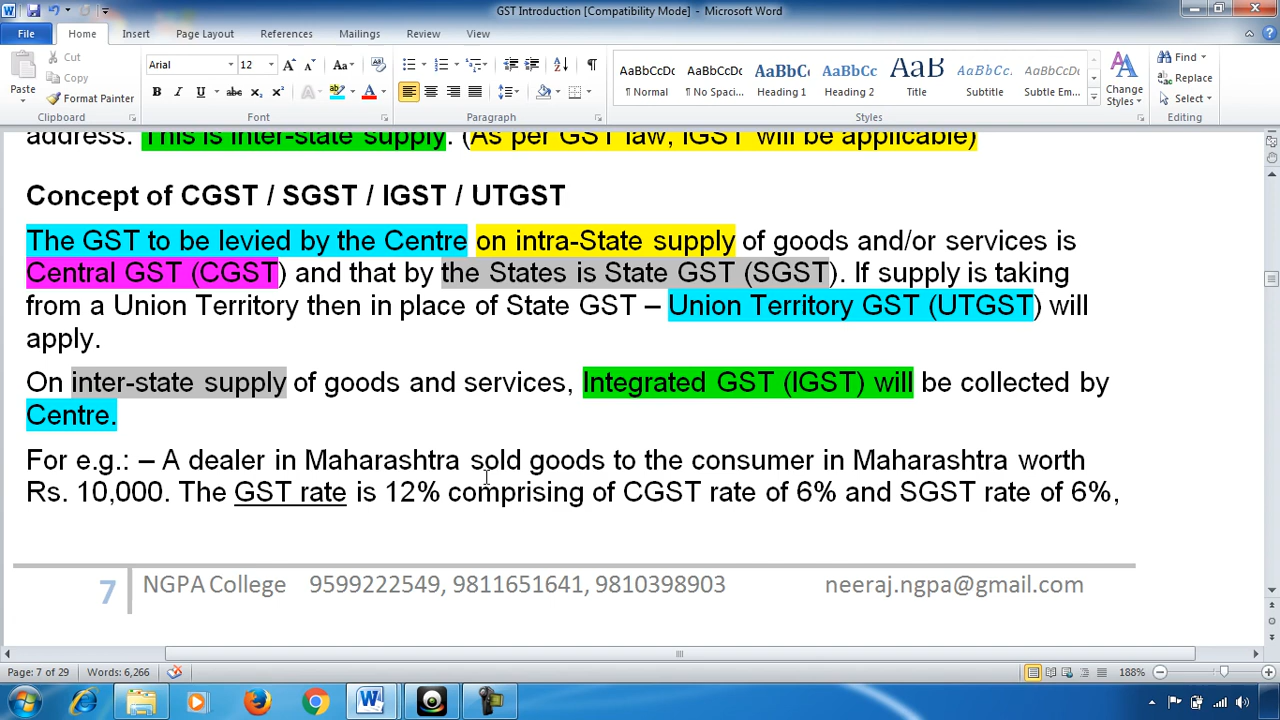 GST Introduction [Compatibility Mode] - Microsoft Word
File Home Insert Page Layout References Mailings Review View
Cut
Copy
Format Painter
Paste
Clipboard
Arial 12
Font
Paragraph
AaBbCcDc AaBbCcDc AaBbCc AaBbCc AaB AaBbCcL AaBbCcDc
¶ Normal ¶ No Spaci... Heading 1 Heading 2 Title Subtitle Subtle Em...
Change Styles
Styles
Find
Replace
Select
Editing
address. This is inter-state supply. (As per GST law, IGST will be applicable)
Concept of CGST / SGST / IGST / UTGST
The GST to be levied by the Centre on intra-State supply of goods and/or services is
Central GST (CGST) and that by the States is State GST (SGST). If supply is taking
from a Union Territory then in place of State GST – Union Territory GST (UTGST) will
apply.
On inter-state supply of goods and services, Integrated GST (IGST) will be collected by
Centre.
For e.g.: – A dealer in Maharashtra sold goods to the consumer in Maharashtra worth
Rs. 10,000. The GST rate is 12% comprising of CGST rate of 6% and SGST rate of 6%,
7 NGPA College 9599222549, 9811651641, 9810398903 neeraj.ngpa@gmail.com
Page: 7 of 29 Words: 6,266 188%